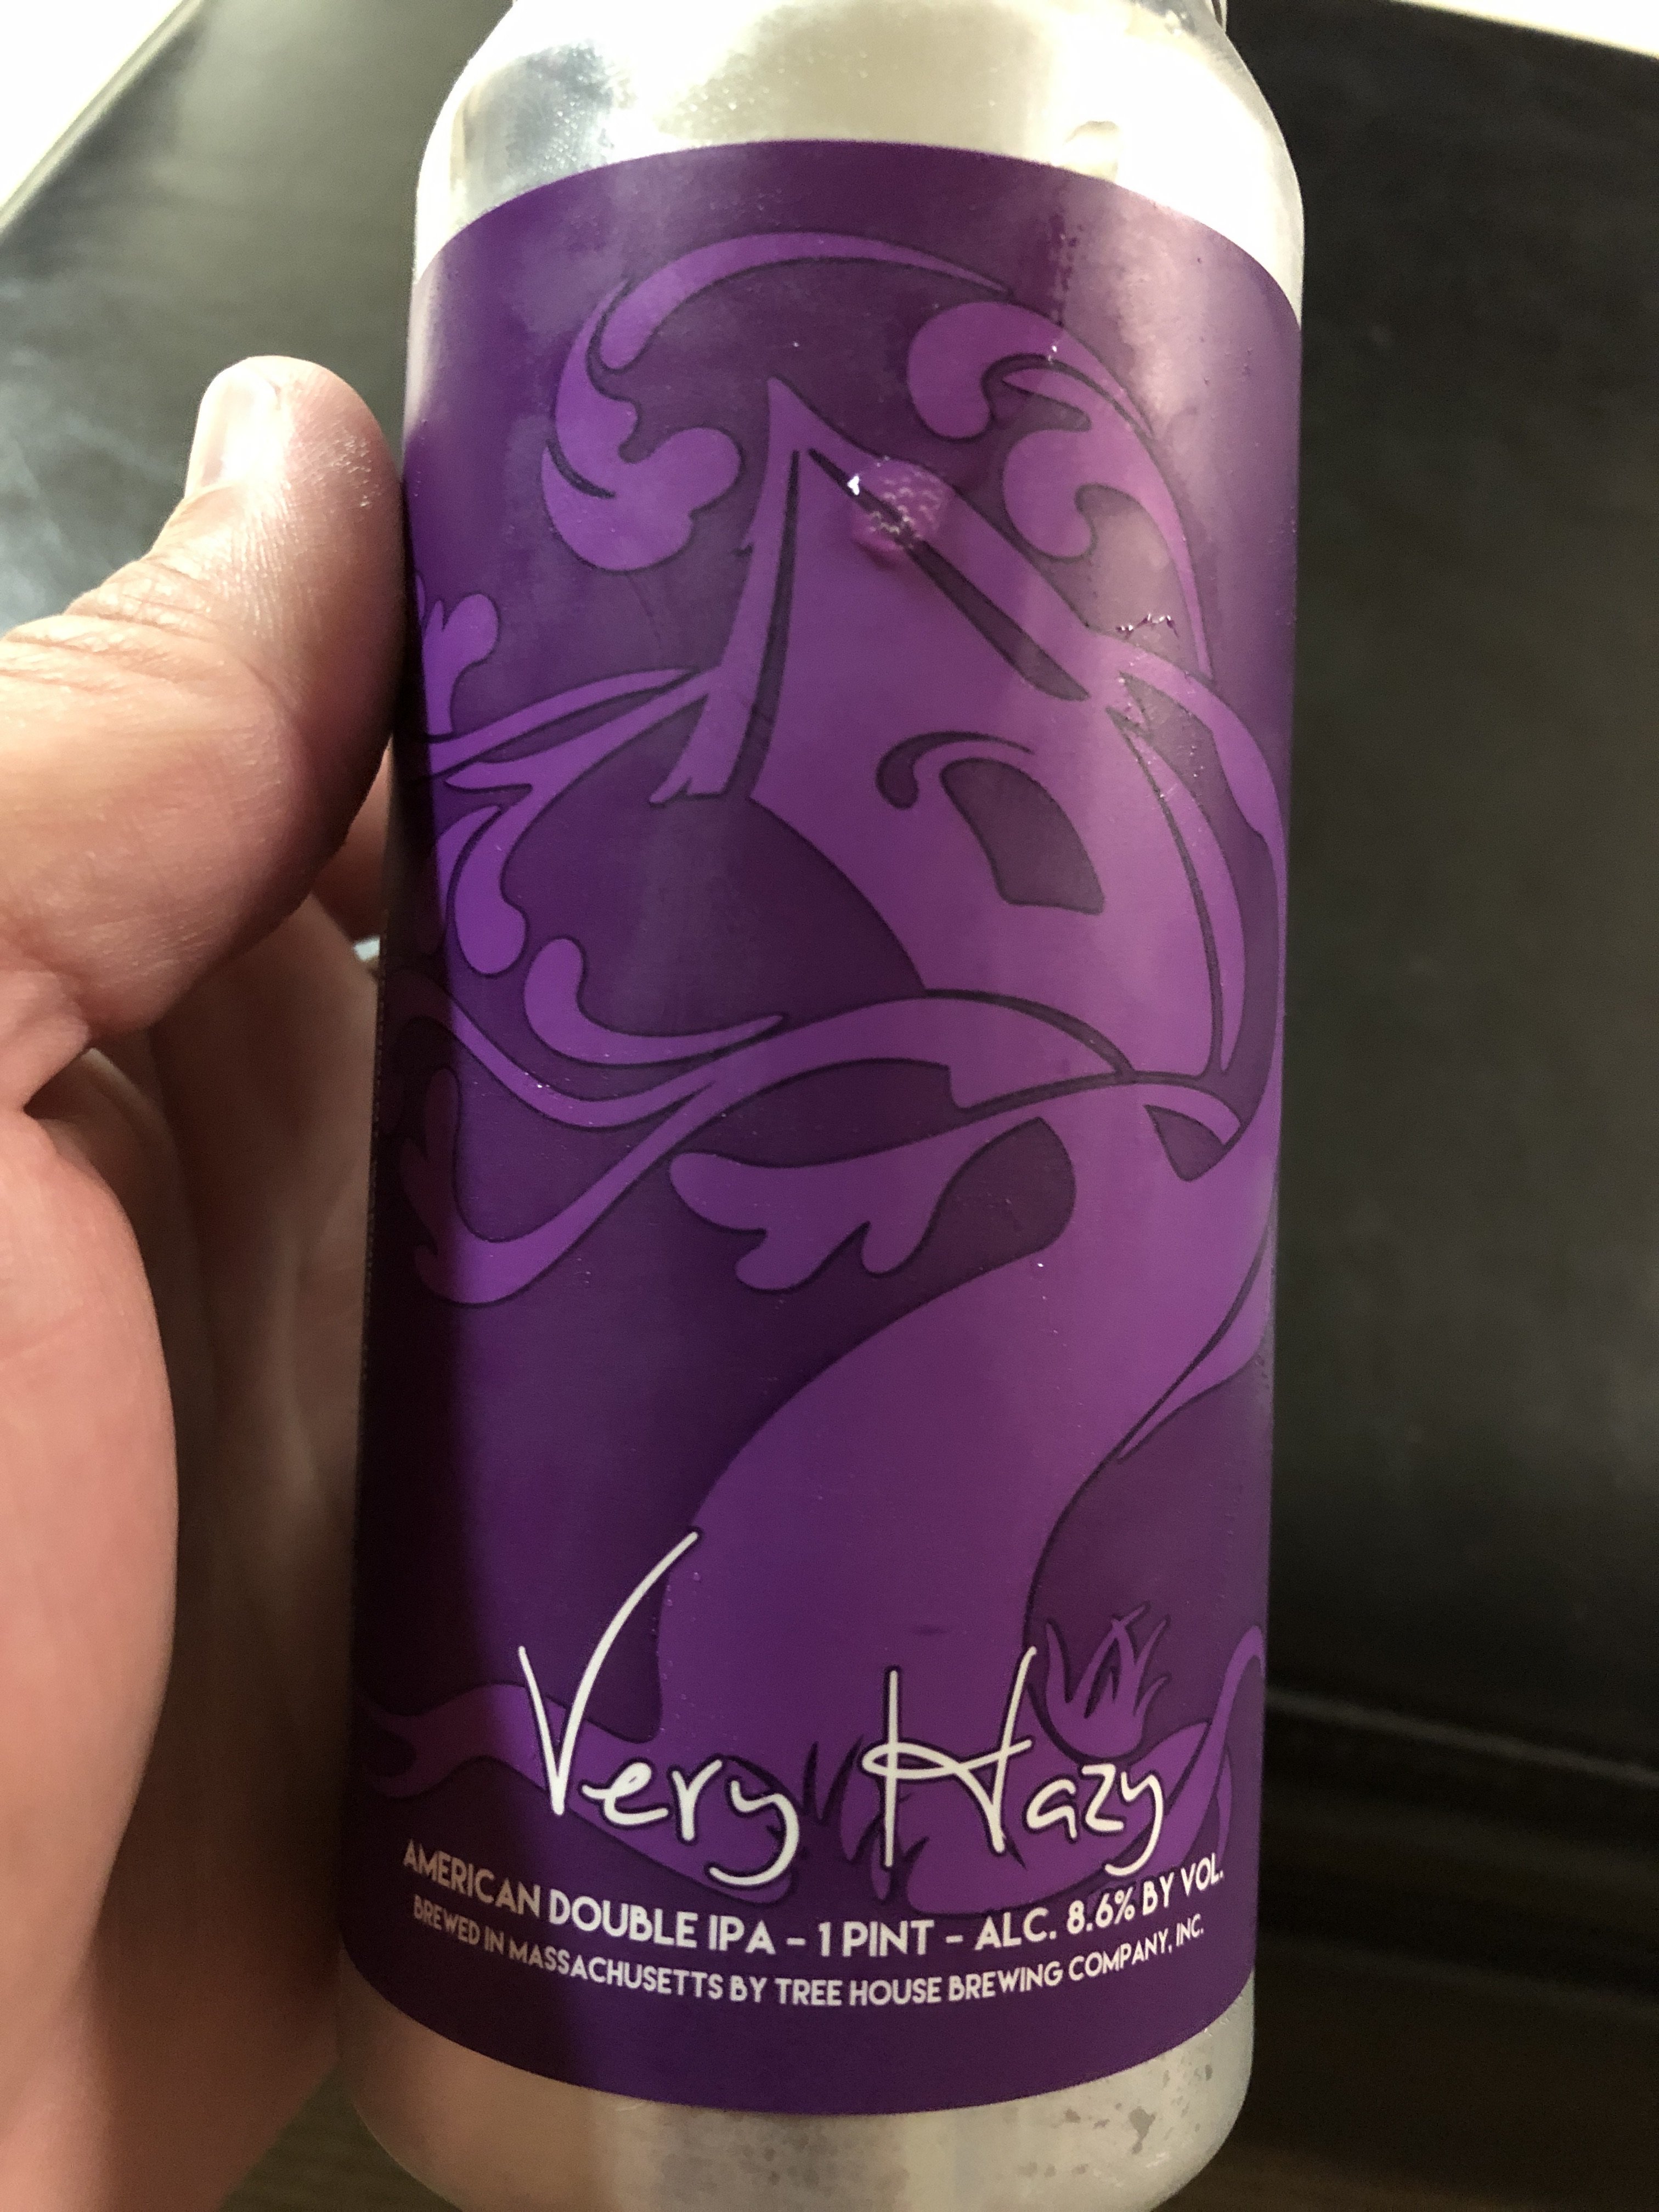 Very Hazy
AMERICAN DOUBLE IPA – 1 PINT – ALC. 8.6% BY VOL.
BREWED IN MASSACHUSETTS BY TREE HOUSE BREWING COMPANY, INC.